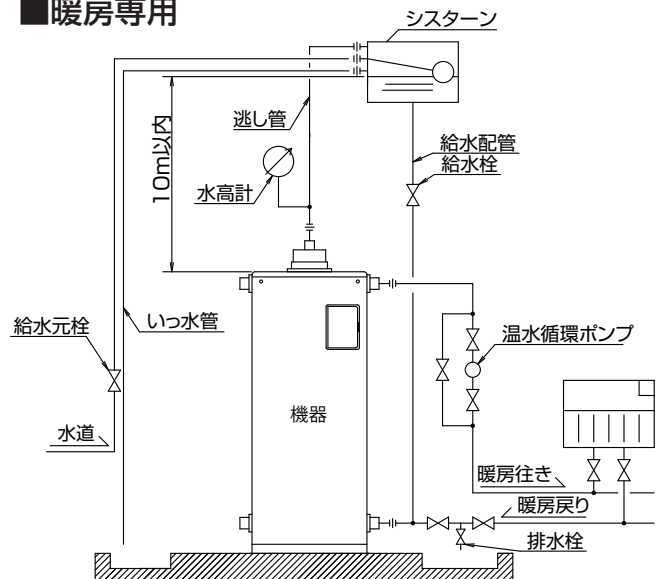 ■暖房専用
シスターン
逃し管
10m以内
給水配管
給水栓
水高計
給水元栓
いっ水管
温水循環ポンプ
機器
水道
暖房往き
暖房戻り
排水栓